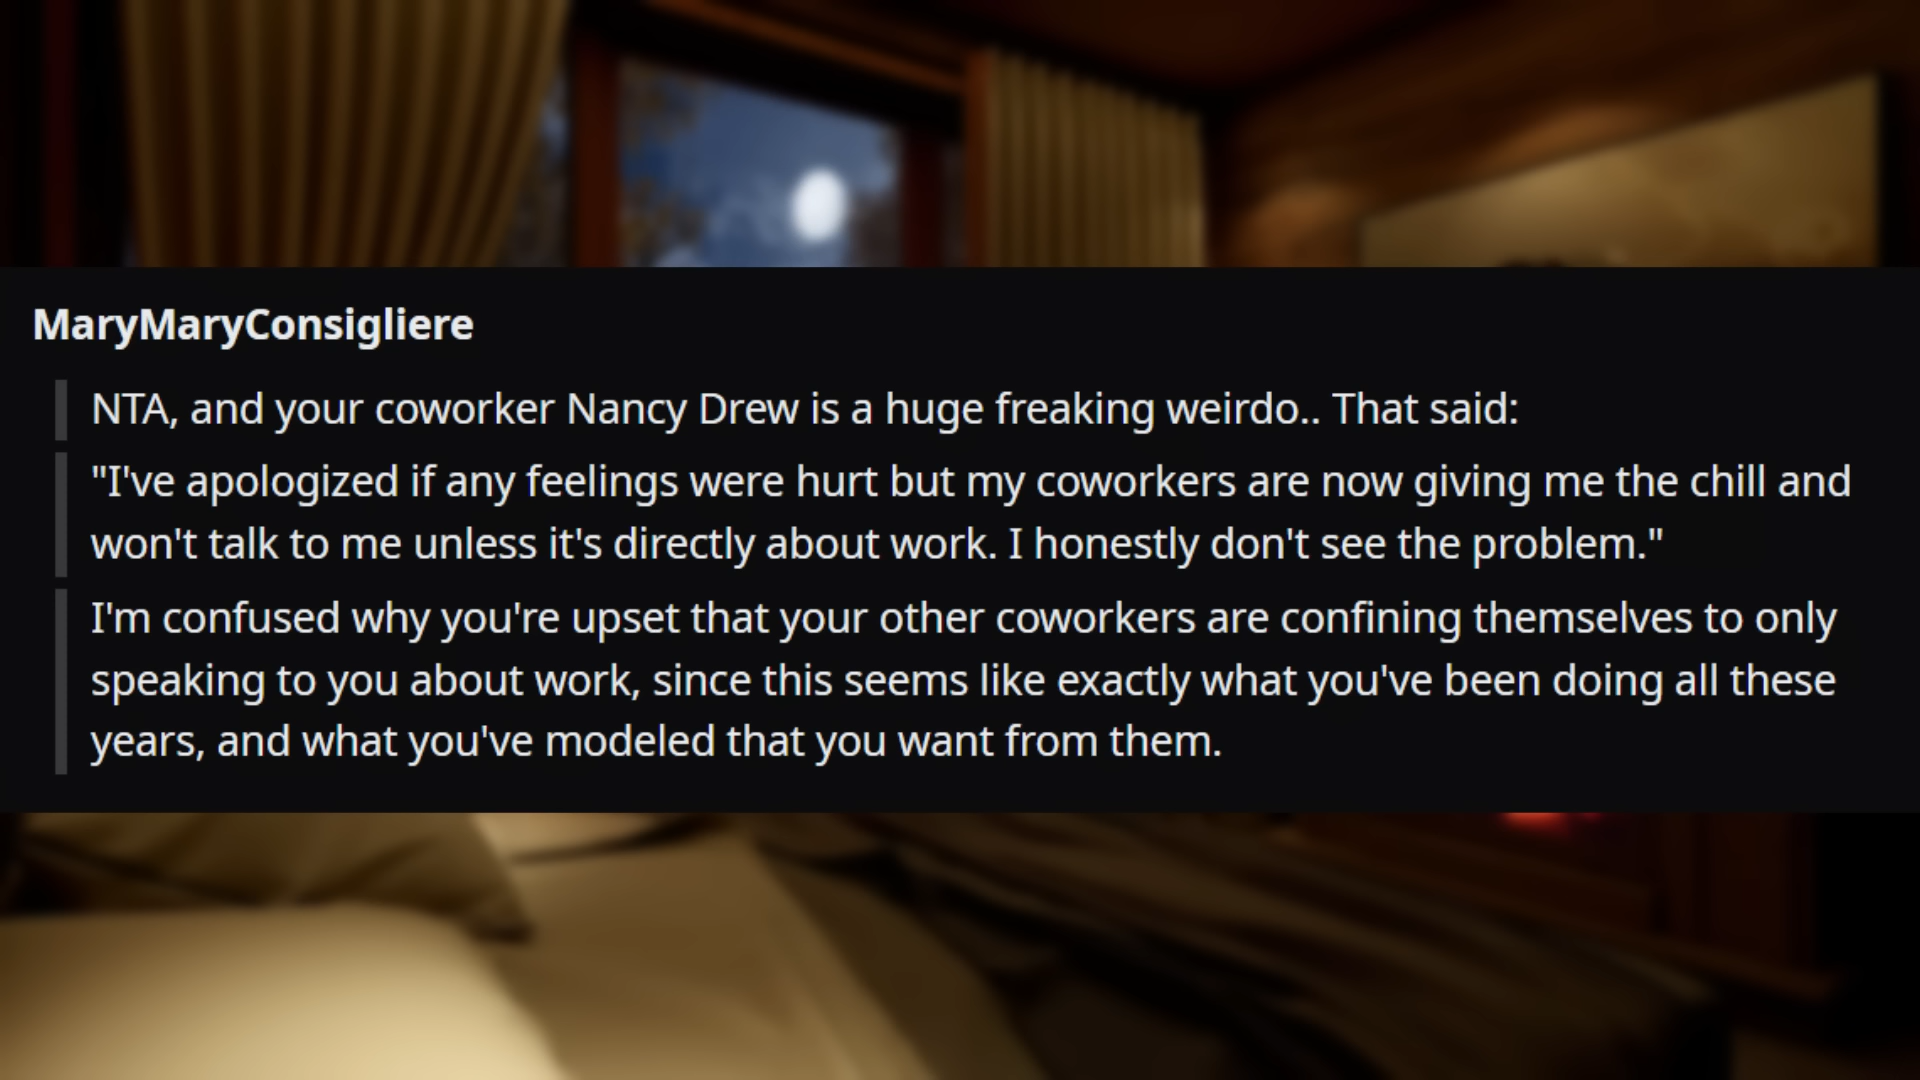 MaryMaryConsigliere
NTA, and your coworker Nancy Drew is a huge freaking weirdo.. That said:
"I've apologized if any feelings were hurt but my coworkers are now giving me the chill and
won't talk to me unless it's directly about work. I honestly don't see the problem."
I'm confused why you're upset that your other coworkers are confining themselves to only
speaking to you about work, since this seems like exactly what you've been doing all these
years, and what you've modeled that you want from them.